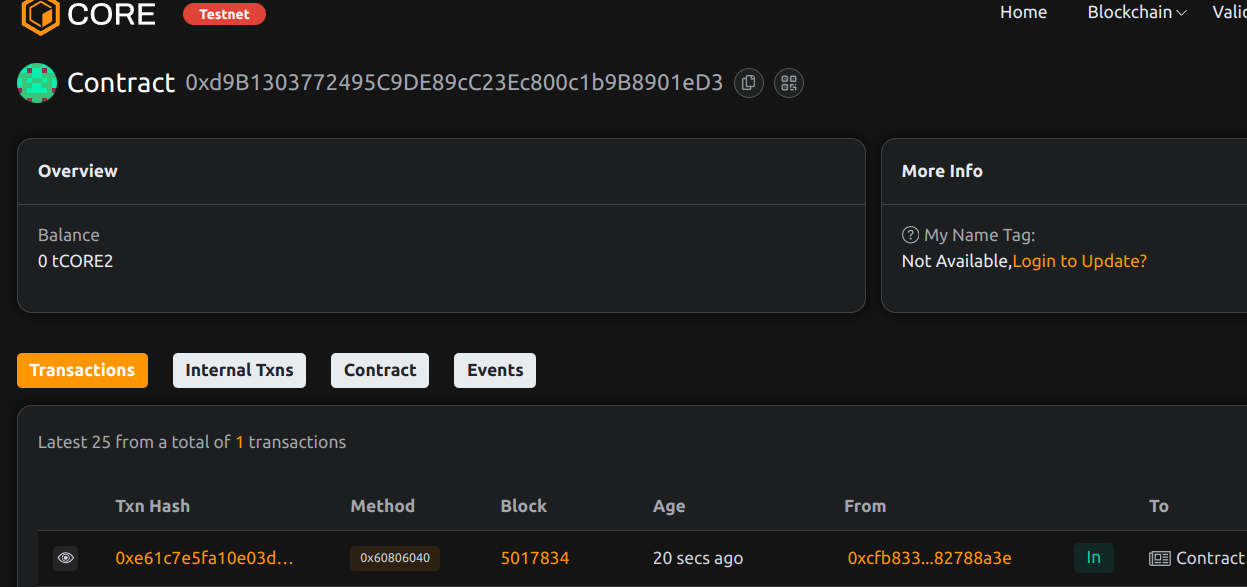 CORE Testnet Home Blockchain
Contract 0xd9B1303772495C9DE89cC23Ec800c1b9B8901eD3
Overview
More Info
Balance
0 tCORE2
? My Name Tag:
Not Available,Login to Update?
Transactions Internal Txns Contract Events
Latest 25 from a total of 1 transactions
Txn Hash Method Block Age From To
0xe61c7e5fa10e03d... 0x60806040 5017834 20 secs ago 0xcfb833...82788a3e In Contract